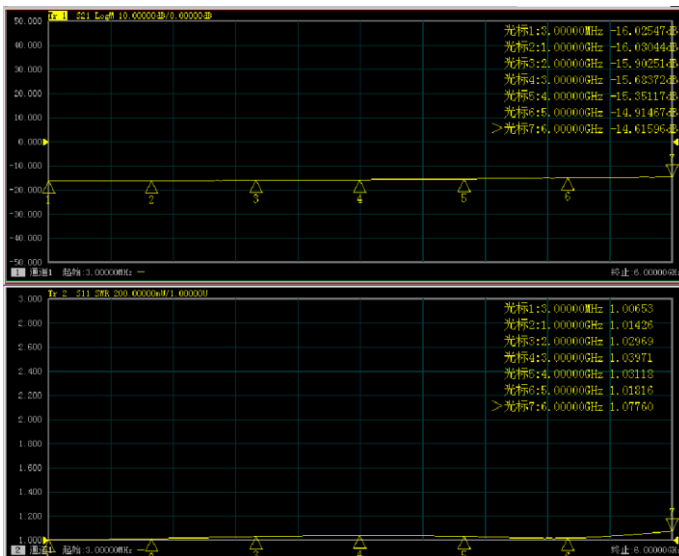 Tr 1 S21 LogM 10.00000dB/0.00000dB
50.000
40.000
30.000
20.000
10.000
0.000
-10.000
-20.000
-30.000
-40.000
-50.000
光标1:3.00000MHz -16.02547dB
光标2:1.00000GHz -16.03044dB
光标3:2.00000GHz -15.90251dB
光标4:3.00000GHz -15.68372dB
光标5:4.00000GHz -15.35117dB
光标6:5.00000GHz -14.91467dB
>光标7:6.00000GHz -14.61596dB
1 2 3 4 5 6 7
1 通道1 起始:3.00000MHz 终止:6.00000GHz
Tr 2 S11 SWR 200.00000mU/1.00000U
3.000
2.800
2.600
2.400
2.200
2.000
1.800
1.600
1.400
1.200
1.000
光标1:3.00000MHz 1.00653
光标2:1.00000GHz 1.01426
光标3:2.00000GHz 1.02969
光标4:3.00000GHz 1.03971
光标5:4.00000GHz 1.03118
光标6:5.00000GHz 1.01816
>光标7:6.00000GHz 1.07760
7
2 通道1 起始:3.00000MHz 终止:6.00000GHz